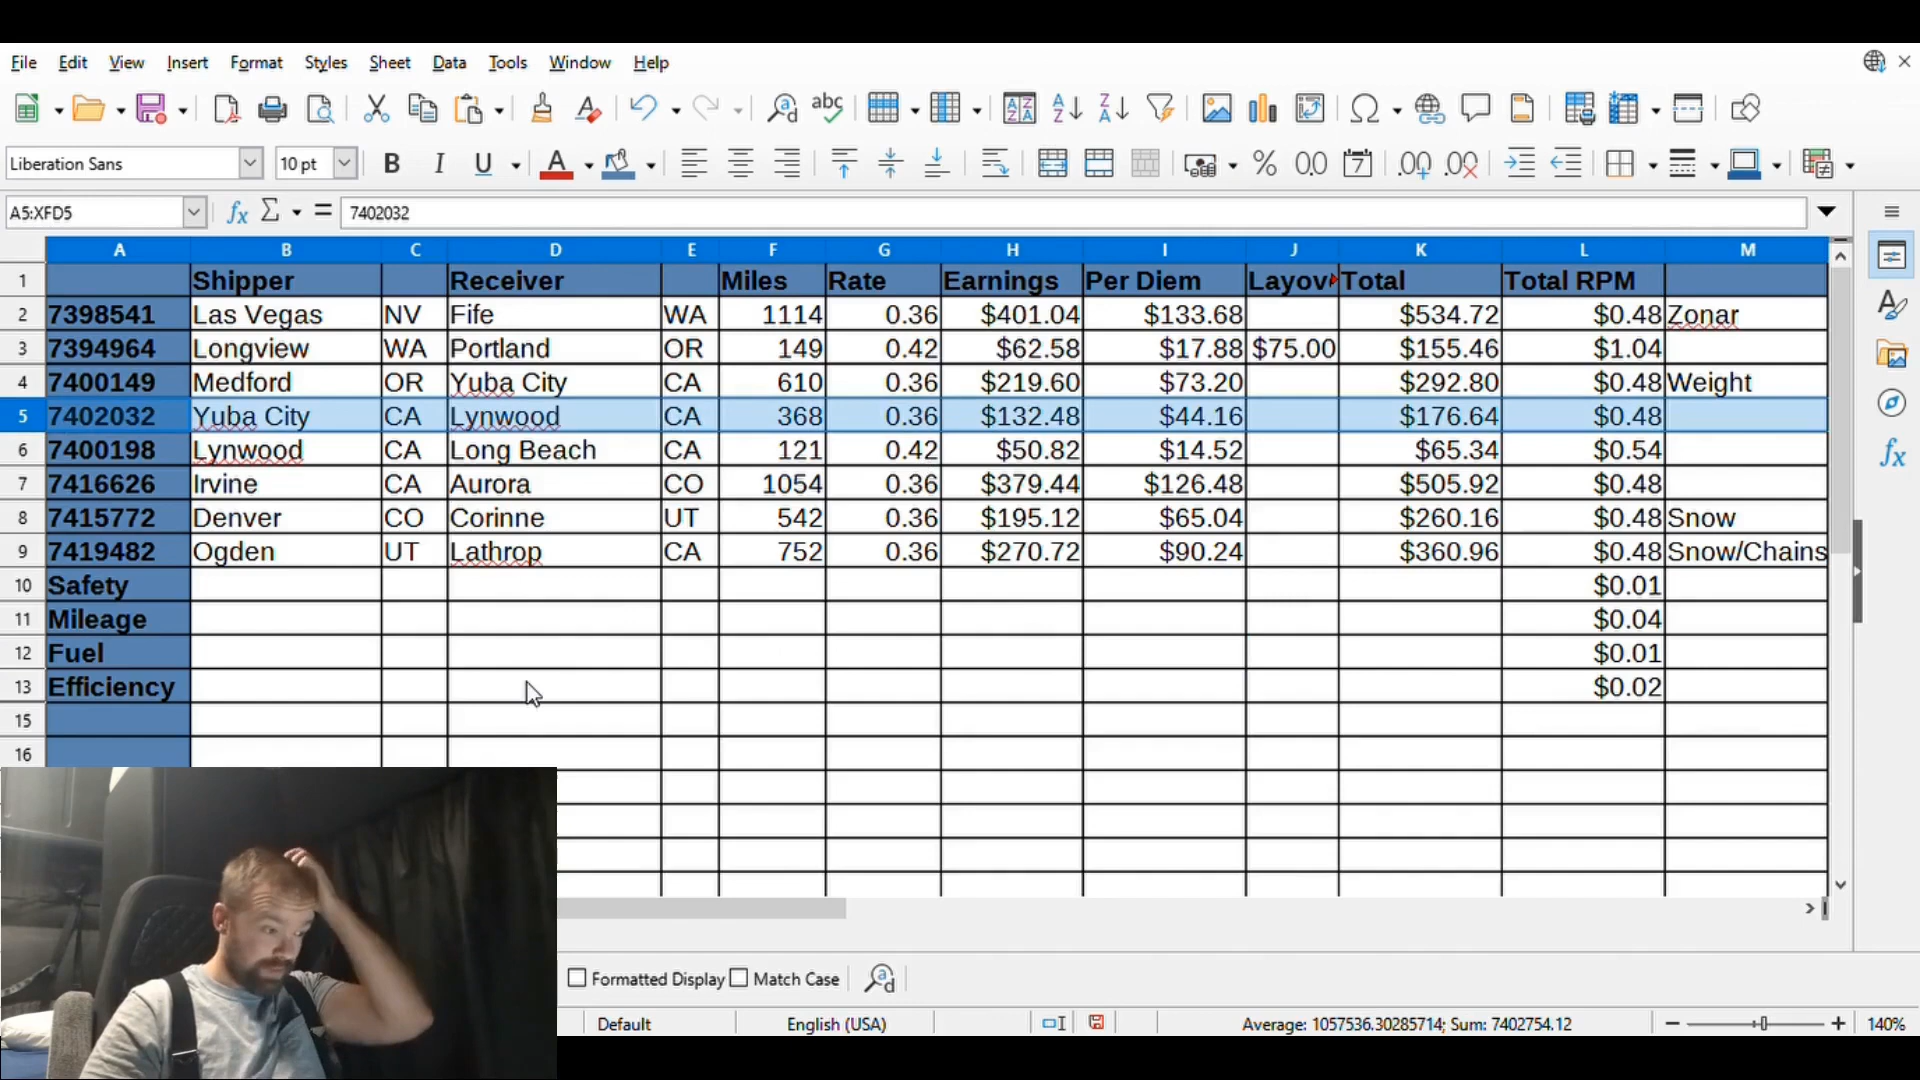 File Edit View Insert Format Styles Sheet Data Tools Window Help
Liberation Sans 10 pt
A5:XFD5 7402032
A B C D E F G H I J K L M
1 Shipper Receiver Miles Rate Earnings Per Diem Layov Total Total RPM
2 7398541 Las Vegas NV Fife WA 1114 0.36 $401.04 $133.68 $534.72 $0.48 Zonar
3 7394964 Longview WA Portland OR 149 0.42 $62.58 $17.88 $75.00 $155.46 $1.04
4 7400149 Medford OR Yuba City CA 610 0.36 $219.60 $73.20 $292.80 $0.48 Weight
5 7402032 Yuba City CA Lynwood CA 368 0.36 $132.48 $44.16 $176.64 $0.48
6 7400198 Lynwood CA Long Beach CA 121 0.42 $50.82 $14.52 $65.34 $0.54
7 7416626 Irvine CA Aurora CO 1054 0.36 $379.44 $126.48 $505.92 $0.48
8 7415772 Denver CO Corinne UT 542 0.36 $195.12 $65.04 $260.16 $0.48 Snow
9 7419482 Ogden UT Lathrop CA 752 0.36 $270.72 $90.24 $360.96 $0.48 Snow/Chains
10 Safety $0.01
11 Mileage $0.04
12 Fuel $0.01
13 Efficiency $0.02
15
16
Formatted Display Match Case
Default English (USA) Average: 1057536.30285714; Sum: 7402754.12 140%